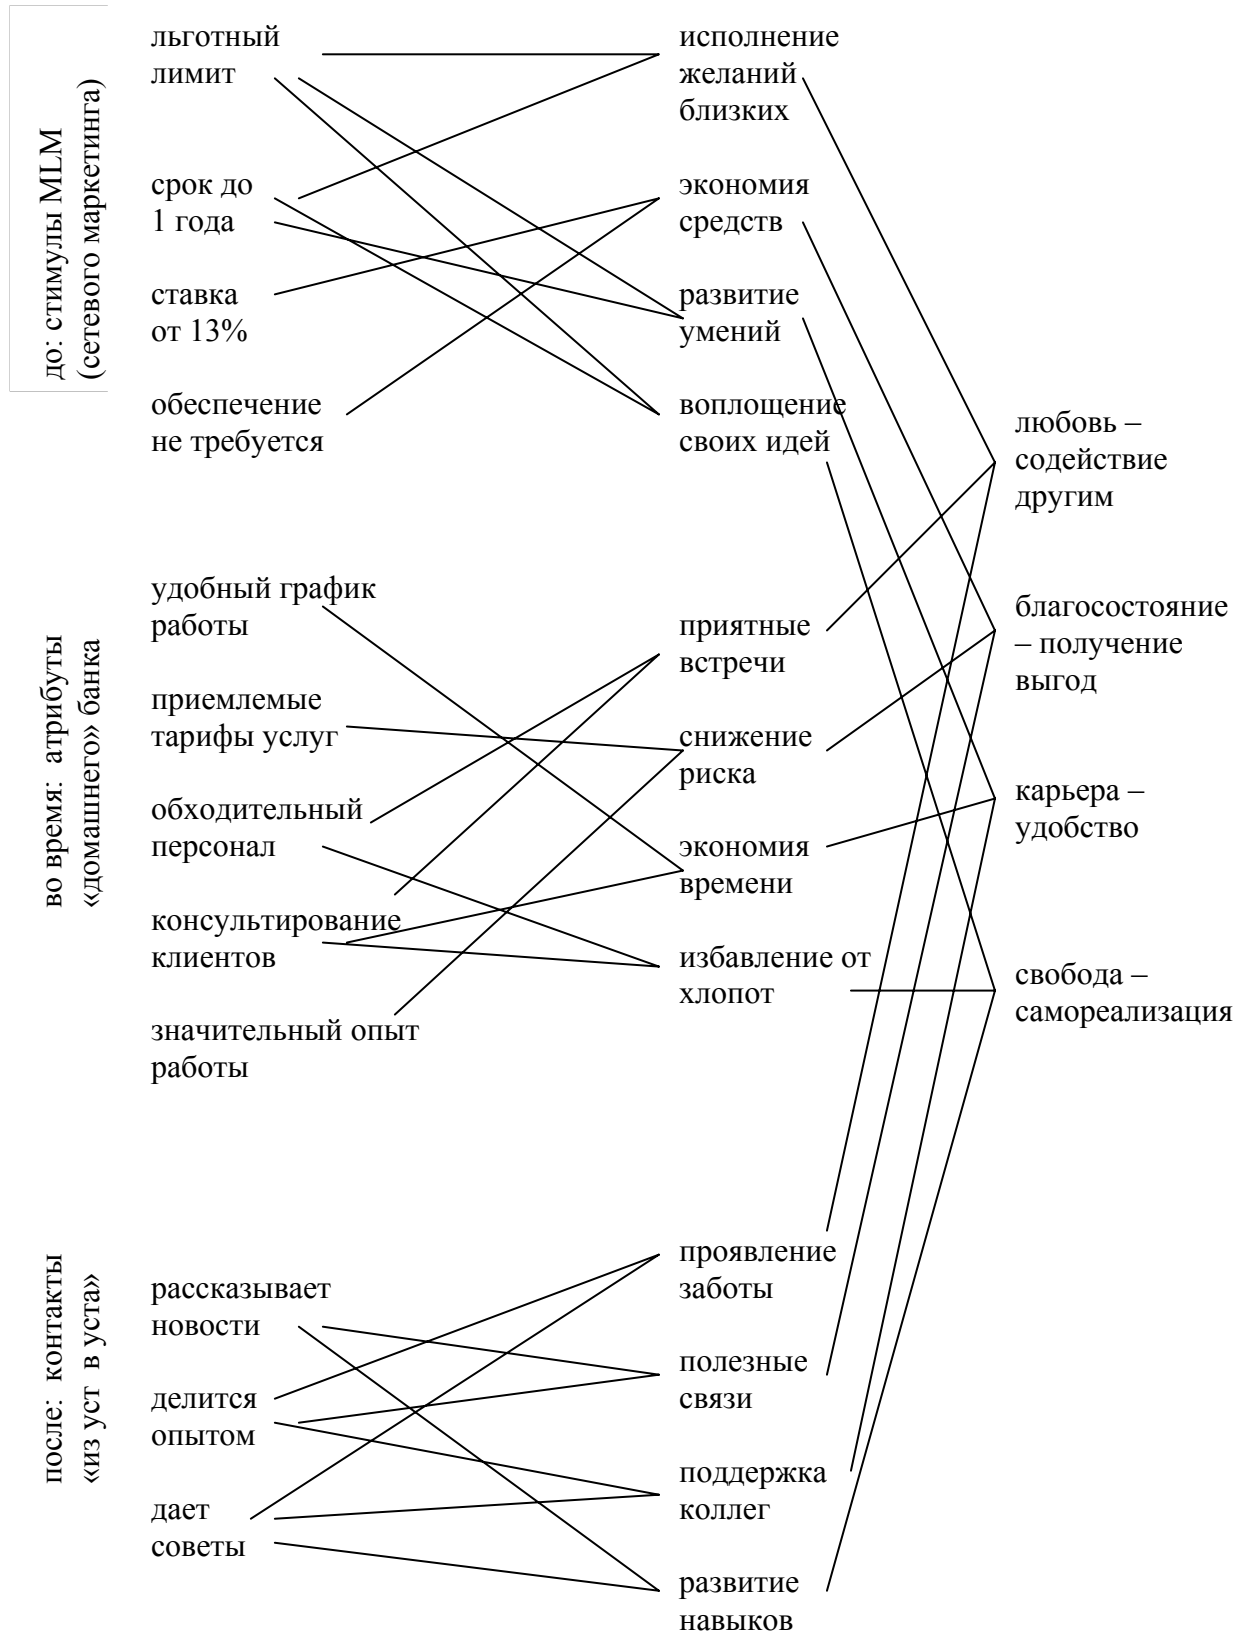 до: стимулы MLM
(сетевого маркетинга)
льготный
лимит
срок до
1 года
ставка
от 13%
обеспечение
не требуется
исполнение
желаний
близких
экономия
средств
развитие
умений
воплощение
своих идей
во время: атрибуты
«домашнего» банка
удобный график
работы
приемлемые
тарифы услуг
обходительный
персонал
консультирование
клиентов
значительный опыт
работы
приятные
встречи
снижение
риска
экономия
времени
избавление от
хлопот
после: контакты
«из уст в уста»
рассказывает
новости
делится
опытом
дает
советы
проявление
заботы
полезные
связи
поддержка
коллег
развитие
навыков
любовь –
содействие
другим
благосостояние
– получение
выгод
карьера –
удобство
свобода –
самореализация